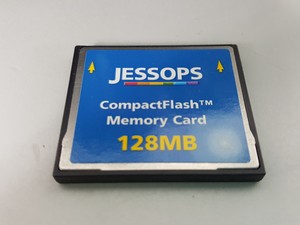 JESSOPS
CompactFlash™
Memory Card
128MB